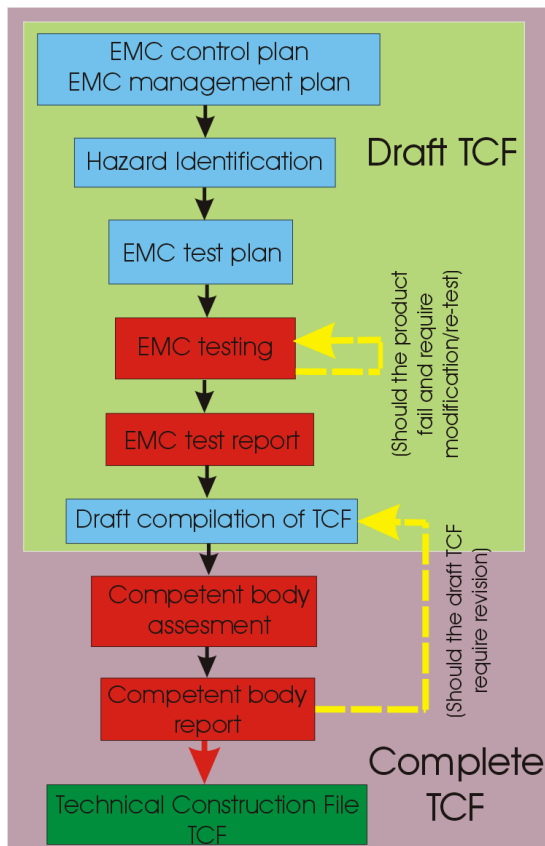 EMC control plan
EMC management plan
Hazard Identification
Draft TCF
EMC test plan
EMC testing
(Should the product
fail and require
modification/re-test)
EMC test report
Draft compilation of TCF
Competent body
assesment
(Should the draft TCF
require revision)
Competent body
report
Complete
TCF
Technical Construction File
TCF